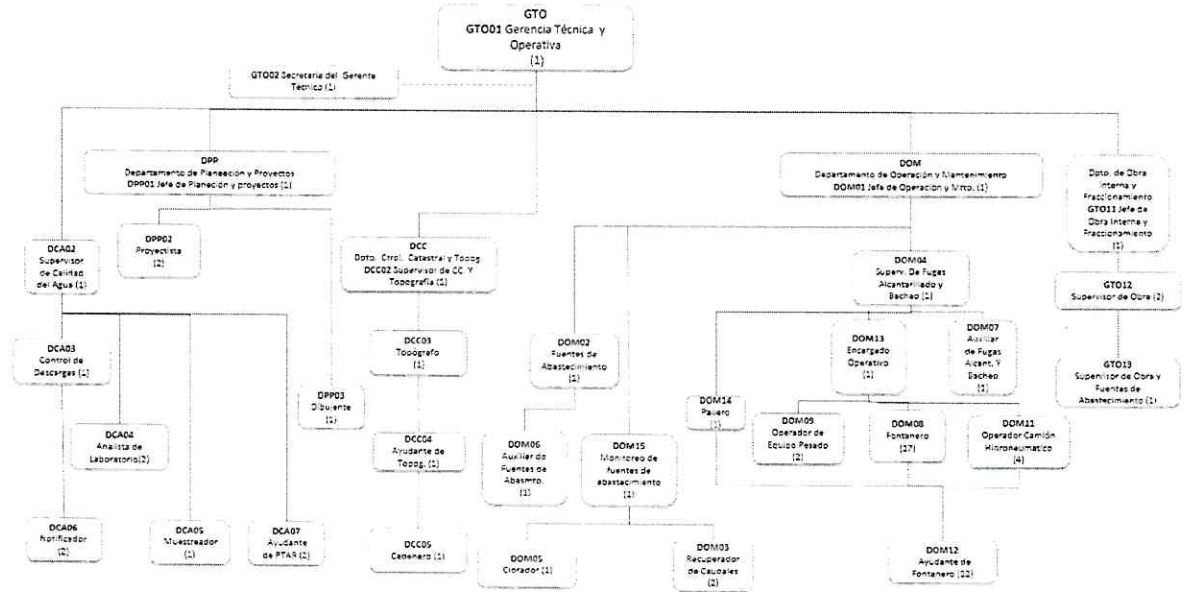 GTO
GTO01 Gerencia Técnica y
Operativa
(1)
GTO02 Secretaria del Gerente
Técnico (1)
DPP
Departamento de Planeación y Proyectos
DPP01 Jefe de Planeción y proyectos (1)
DOM
Departamento de Operación y Mantenimiento
DOM01 Jefe de Operación y Mtto. (1)
Dpto. de Obra
Interna y
Fraccionamiento
GTO11 Jefe de
Obra Interna y
Fraccionamiento
(1)
DCA02
Supervisor
de Calidad
del Agua (1)
DPP02
Proyectista
(2)
DCC
Dpto. Ctrol. Catastral y Topog.
DCC02 Supervisor de CC. Y
Topografía (1)
DOM04
Superv. De Fugas
Alcantarillado y
Bacheo (1)
GTO12
Supervisor de Obra (2)
DCA03
Control de
Descargas (1)
DCC03
Topógrafo
(1)
DOM02
Fuentes de
Abastecimiento
(1)
DOM13
Encargado
Operativo
(1)
DOM07
Auxiliar
de Fugas
Alcant. Y
Bacheo
(1)
GTO13
Supervisor de Obra y
Fuentes de
Abastecimiento (1)
DPP03
Dibujante
(1)
DOM14
Pailero
(1)
DOM09
Operador de
Equipo Pesado
(2)
DOM08
Fontanero
(17)
DOM11
Operador Camión
Hidroneumatico
(4)
DCA04
Analista de
Laboratorio(2)
DCC04
Ayudante de
Topog. (1)
DOM06
Auxiliar de
Fuentes de
Abasmto.
(1)
DOM15
Monitoreo de
fuentes de
abastecimiento
(1)
DCA06
Notificador
(2)
DCA05
Muestreador
(1)
DCA07
Ayudante
de PTAR
DCC05
Cadenero (1)
DOM05
Clorador (1)
DOM03
Recuperador
de Caudales
(2)
DOM12
Ayudante de
Fontanero (22)